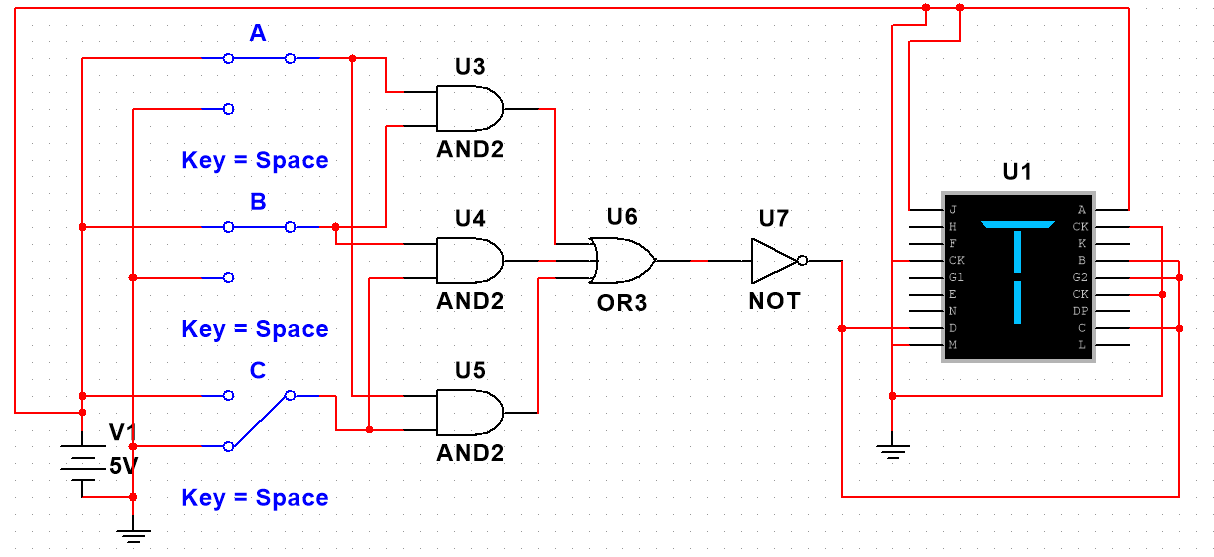 A
Key = Space
B
Key = Space
C
Key = Space
V1
5V
U3
AND2
U4
AND2
U5
AND2
U6
OR3
U7
NOT
U1
J A
H CK
F K
CK B
G1 G2
E CK
N DP
D C
M L